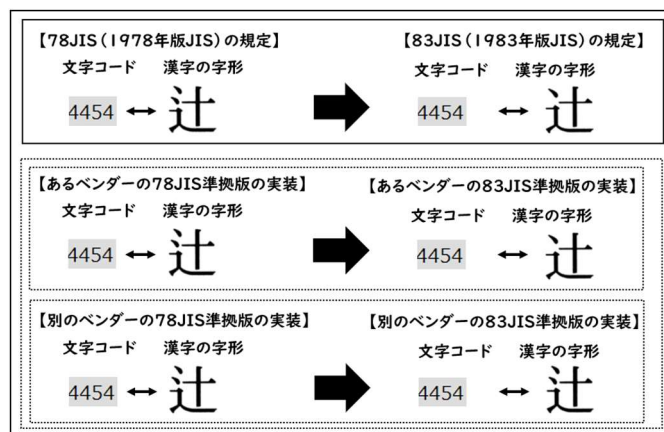 【78JIS(1978年版JIS)の規定】 【83JIS(1983年版JIS)の規定】
文字コード 漢字の字形 文字コード 漢字の字形
4454 ↔ 辻 ➡ 4454 ↔ 辻
【あるベンダーの78JIS準拠版の実装】 【あるベンダーの83JIS準拠版の実装】
文字コード 漢字の字形 文字コード 漢字の字形
4454 ↔ 辻 ➡ 4454 ↔ 辻
【別のベンダーの78JIS準拠版の実装】 【別のベンダーの83JIS準拠版の実装】
文字コード 漢字の字形 文字コード 漢字の字形
4454 ↔ 辻 ➡ 4454 ↔ 辻